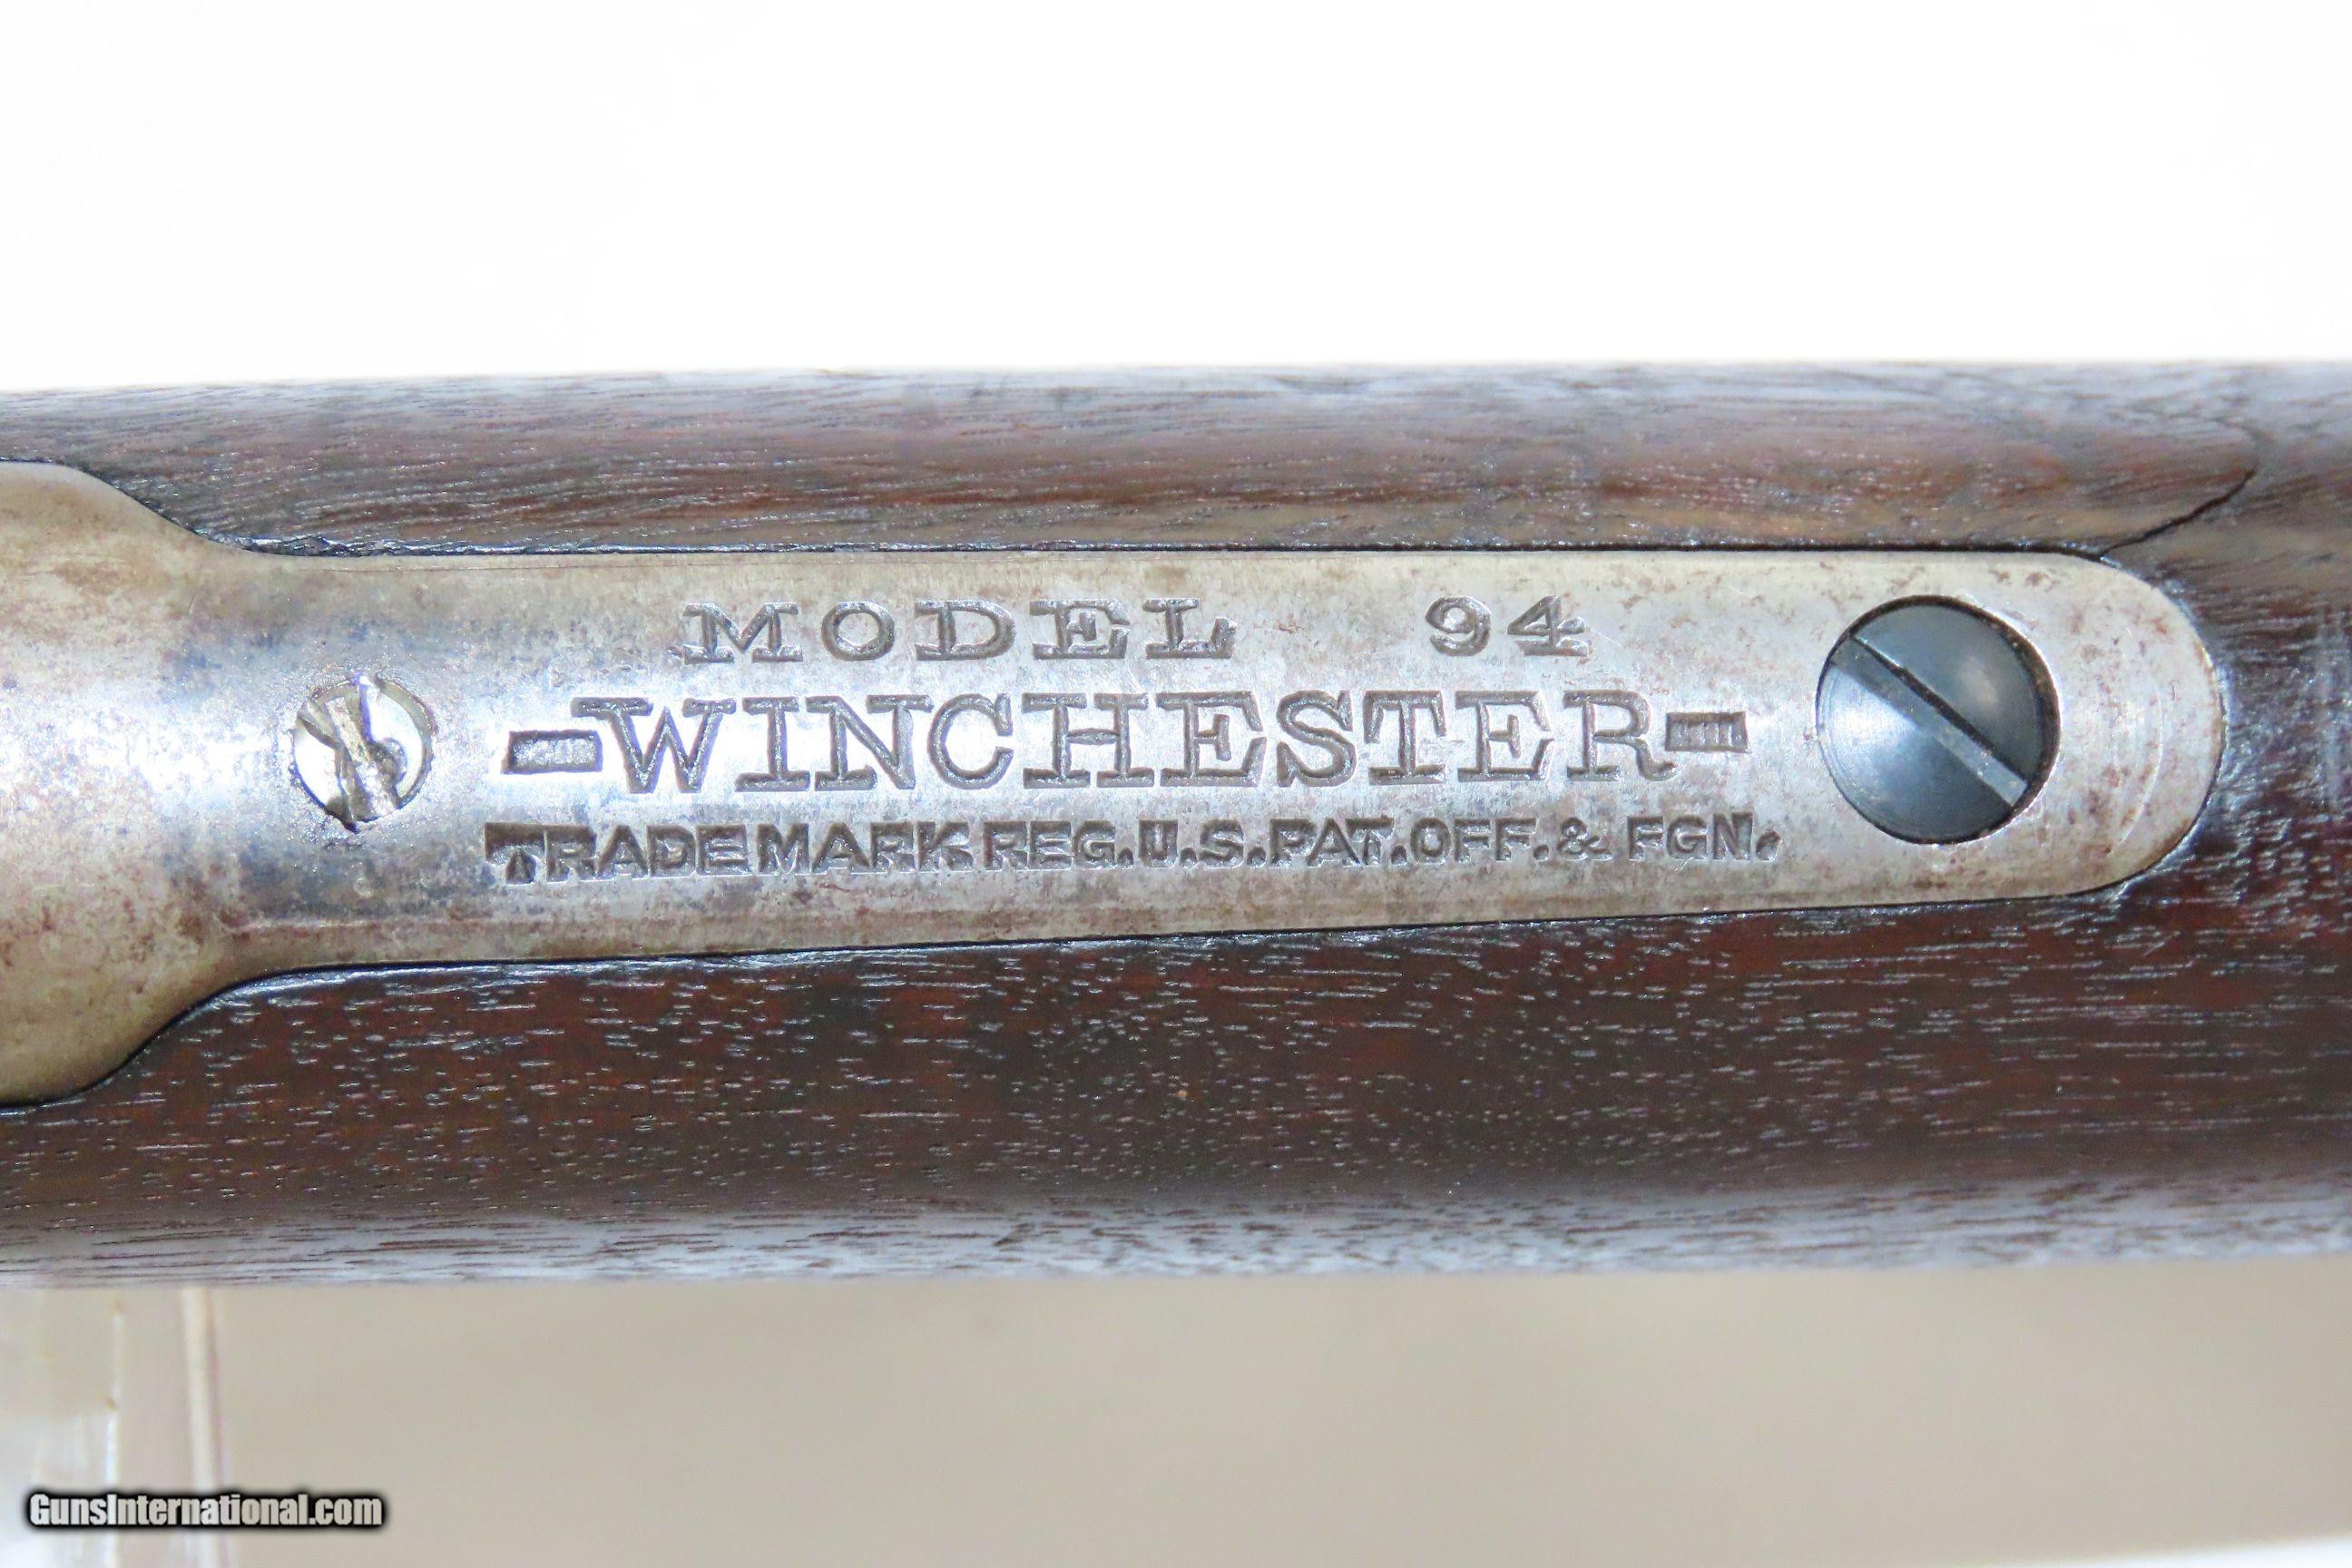 MODEL 94
-WINCHESTER-
TRADE MARK REG. U.S. PAT. OFF. & FGN.
GunsInternational.com